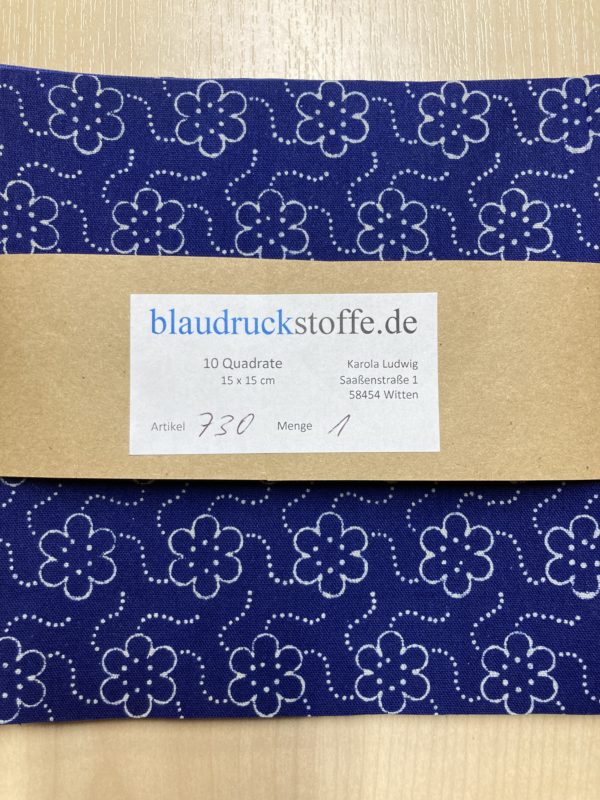 blaudruckstoffe.de
10 Quadrate
15 x 15 cm
Karola Ludwig
Saaßenstraße 1
58454 Witten
Artikel 730 Menge 1